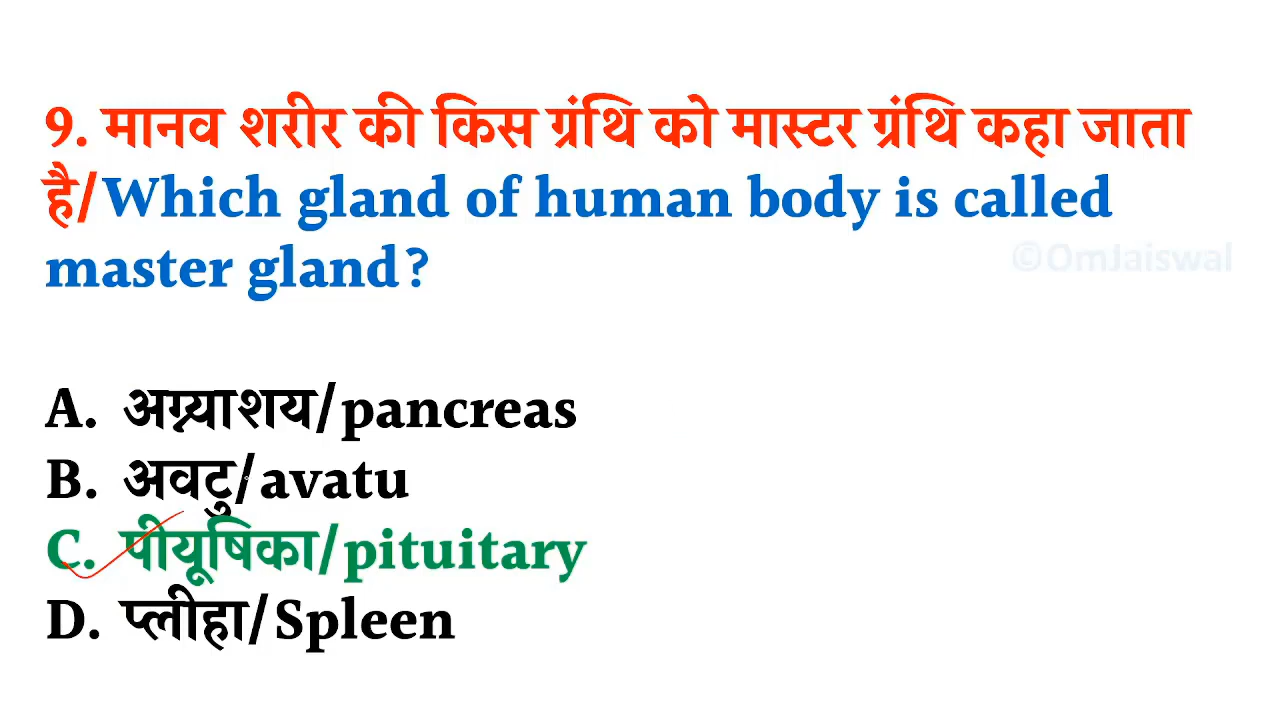 9. मानव शरीर की किस ग्रंथि को मास्टर ग्रंथि कहा जाता
है/Which gland of human body is called
master gland?
©OmJaiswal
A. अग्न्याशय/pancreas
B. अवटु/avatu
C. पीयूषिका/pituitary
D. प्लीहा/Spleen